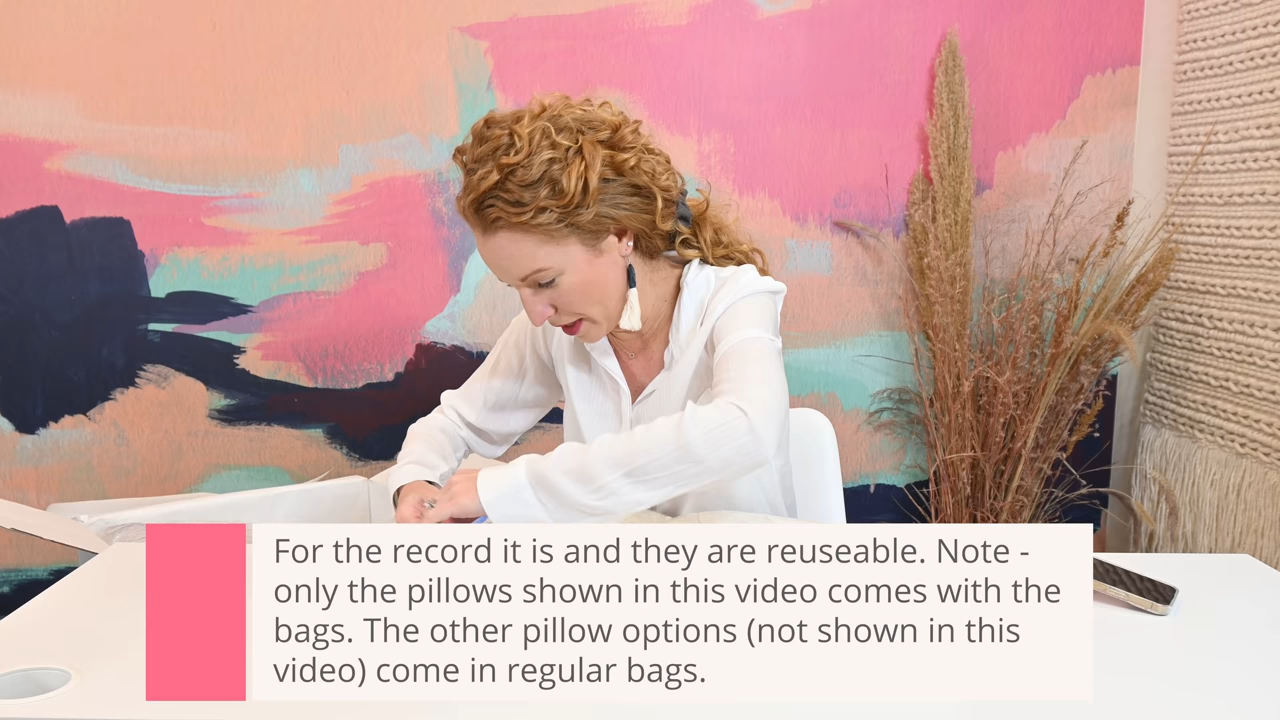 For the record it is and they are reuseable. Note -
only the pillows shown in this video comes with the
bags. The other pillow options (not shown in this
video) come in regular bags.